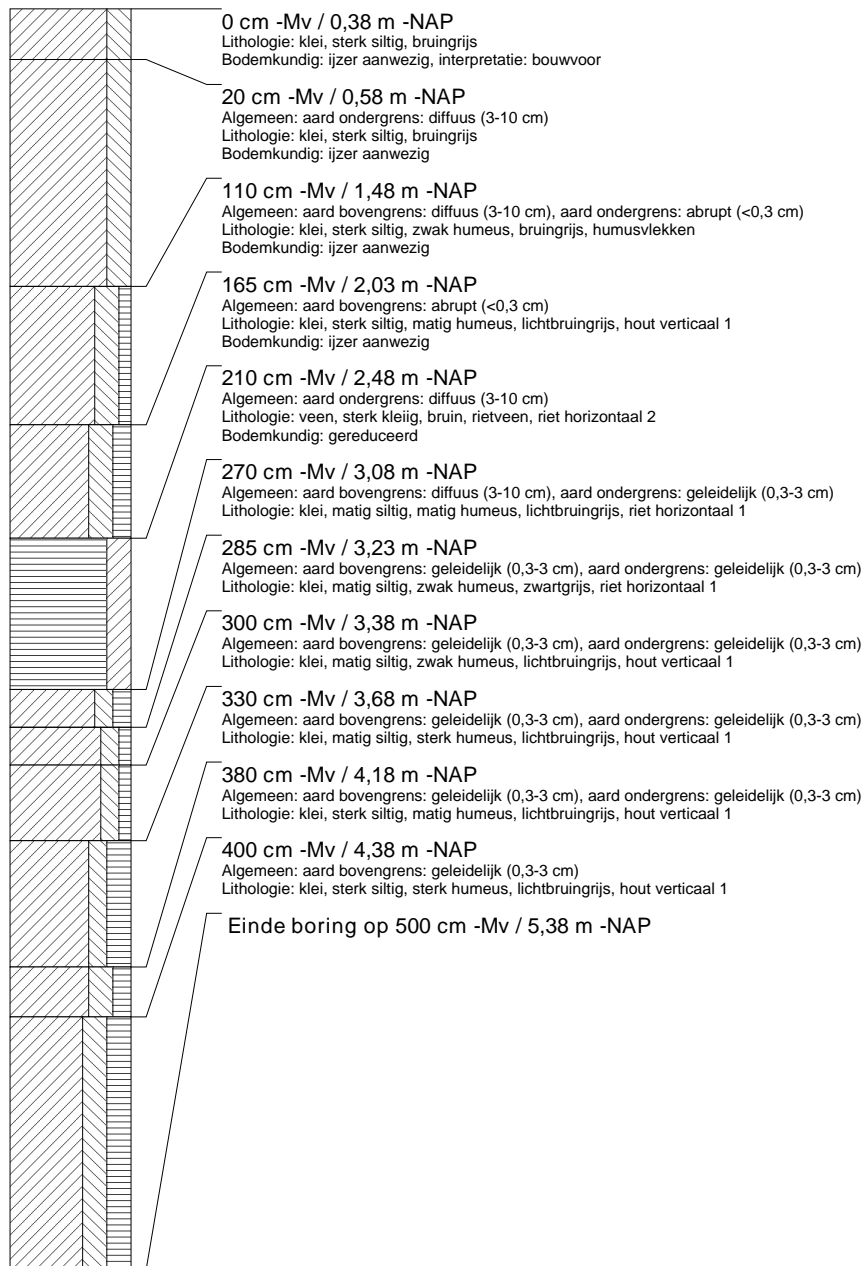 0 cm -Mv / 0,38 m -NAP
Lithologie: klei, sterk siltig, bruingrijs
Bodemkundig: ijzer aanwezig, interpretatie: bouwvoor
20 cm -Mv / 0,58 m -NAP
Algemeen: aard ondergrens: diffuus (3-10 cm)
Lithologie: klei, sterk siltig, bruingrijs
Bodemkundig: ijzer aanwezig
110 cm -Mv / 1,48 m -NAP
Algemeen: aard bovengrens: diffuus (3-10 cm), aard ondergrens: abrupt (<0,3 cm)
Lithologie: klei, sterk siltig, zwak humeus, bruingrijs, humusvlekken
Bodemkundig: ijzer aanwezig
165 cm -Mv / 2,03 m -NAP
Algemeen: aard bovengrens: abrupt (<0,3 cm)
Lithologie: klei, sterk siltig, matig humeus, lichtbruingrijs, hout verticaal 1
Bodemkundig: ijzer aanwezig
210 cm -Mv / 2,48 m -NAP
Algemeen: aard ondergrens: diffuus (3-10 cm)
Lithologie: veen, sterk kleiig, bruin, rietveen, riet horizontaal 2
Bodemkundig: gereduceerd
270 cm -Mv / 3,08 m -NAP
Algemeen: aard bovengrens: diffuus (3-10 cm), aard ondergrens: geleidelijk (0,3-3 cm)
Lithologie: klei, matig siltig, matig humeus, lichtbruingrijs, riet horizontaal 1
285 cm -Mv / 3,23 m -NAP
Algemeen: aard bovengrens: geleidelijk (0,3-3 cm), aard ondergrens: geleidelijk (0,3-3 cm)
Lithologie: klei, matig siltig, zwak humeus, zwartgrijs, riet horizontaal 1
300 cm -Mv / 3,38 m -NAP
Algemeen: aard bovengrens: geleidelijk (0,3-3 cm), aard ondergrens: geleidelijk (0,3-3 cm)
Lithologie: klei, matig siltig, zwak humeus, lichtbruingrijs, hout verticaal 1
330 cm -Mv / 3,68 m -NAP
Algemeen: aard bovengrens: geleidelijk (0,3-3 cm), aard ondergrens: geleidelijk (0,3-3 cm)
Lithologie: klei, matig siltig, sterk humeus, lichtbruingrijs, hout verticaal 1
380 cm -Mv / 4,18 m -NAP
Algemeen: aard bovengrens: geleidelijk (0,3-3 cm), aard ondergrens: geleidelijk (0,3-3 cm)
Lithologie: klei, sterk siltig, matig humeus, lichtbruingrijs, hout verticaal 1
400 cm -Mv / 4,38 m -NAP
Algemeen: aard bovengrens: geleidelijk (0,3-3 cm)
Lithologie: klei, sterk siltig, sterk humeus, lichtbruingrijs, hout verticaal 1
Einde boring op 500 cm -Mv / 5,38 m -NAP